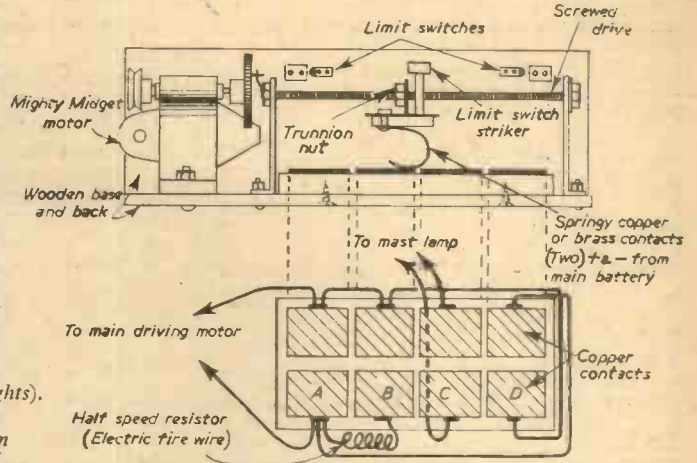 Limit switches
Screwed
drive
Mighty Midget
motor
Trunnion
nut
Limit switch
striker
Wooden base
and back
Springy copper
or brass contacts
(Two) + & – from
main battery
To mast lamp
To main driving motor
Copper
contacts
A B C D
Half speed resistor
(Electric fire wire)
ghts).